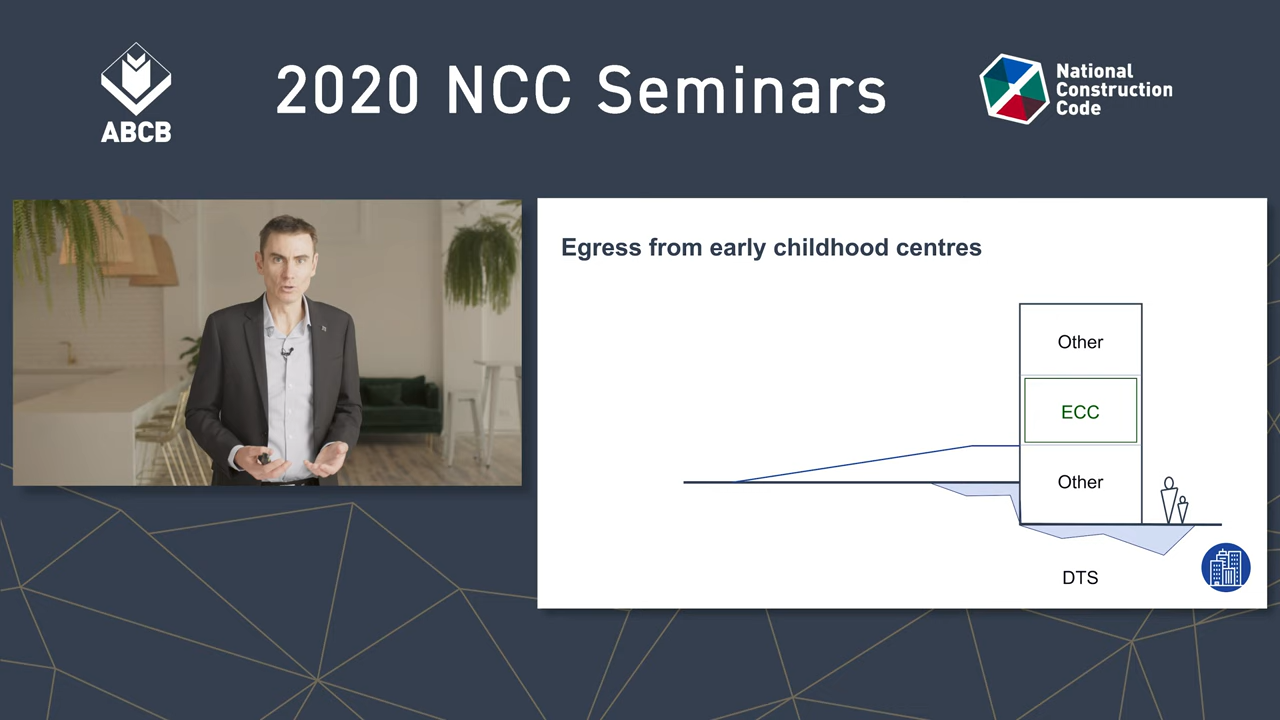 ABCB
2020 NCC Seminars
National
Construction
Code
Egress from early childhood centres
Other
ECC
Other
DTS